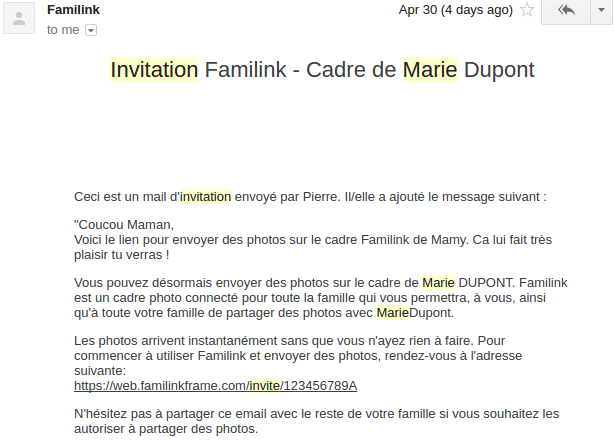 Familink
Apr 30 (4 days ago)
to me
Invitation Familink - Cadre de Marie Dupont
Ceci est un mail d'invitation envoyé par Pierre. Il/elle a ajouté le message suivant :
"Coucou Maman,
Voici le lien pour envoyer des photos sur le cadre Familink de Mamy. Ca lui fait très
plaisir tu verras !
Vous pouvez désormais envoyer des photos sur le cadre de Marie DUPONT. Familink
est un cadre photo connecté pour toute la famille qui vous permettra, à vous, ainsi
qu'à toute votre famille de partager des photos avec MarieDupont.
Les photos arrivent instantanément sans que vous n'ayez rien à faire. Pour
commencer à utiliser Familink et envoyer des photos, rendez-vous à l'adresse
suivante:
https://web.familinkframe.com/invite/123456789A
N'hésitez pas à partager ce email avec le reste de votre famille si vous souhaitez les
autoriser à partager des photos.